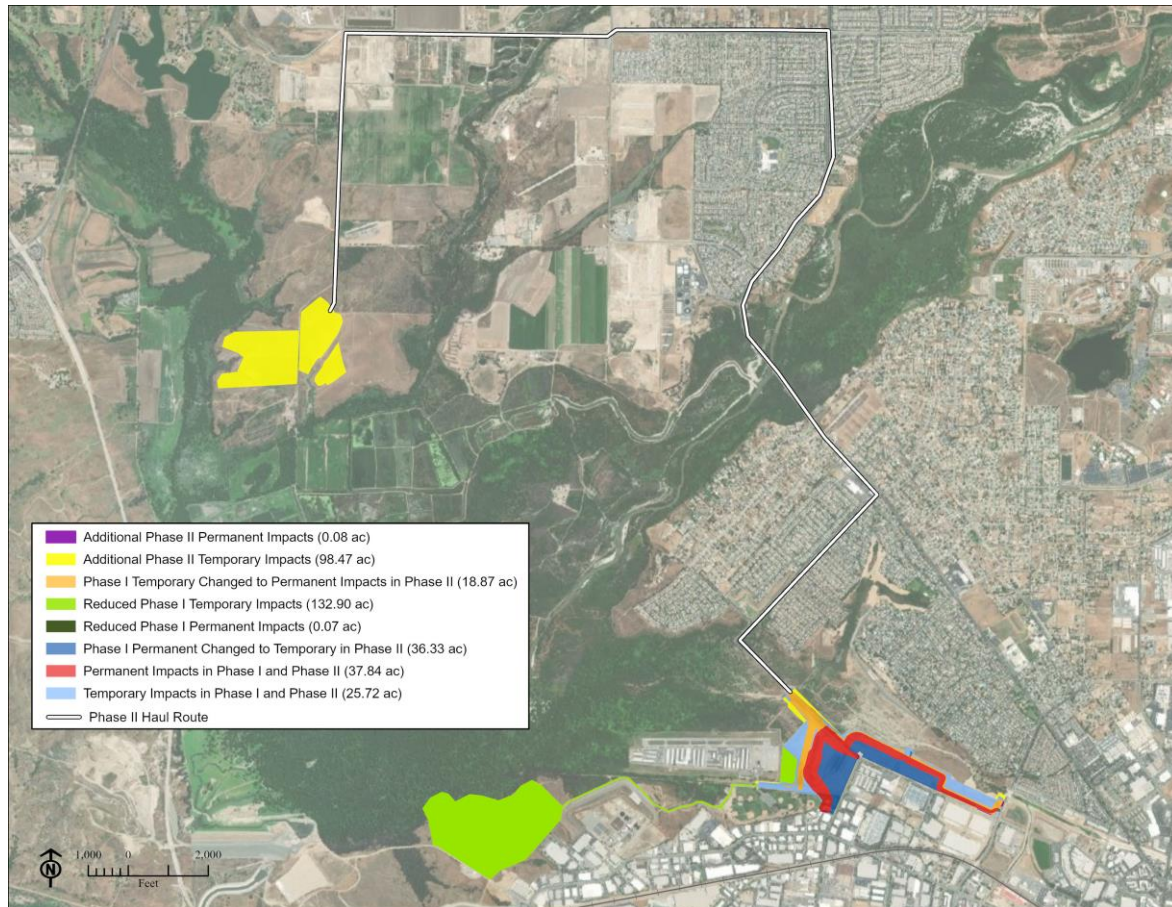 Additional Phase II Permanent Impacts (0.08 ac)
Additional Phase II Temporary Impacts (98.47 ac)
Phase I Temporary Changed to Permanent Impacts in Phase II (18.87 ac)
Reduced Phase I Temporary Impacts (132.90 ac)
Reduced Phase I Permanent Impacts (0.07 ac)
Phase I Permanent Changed to Temporary in Phase II (36.33 ac)
Permanent Impacts in Phase I and Phase II (37.84 ac)
Temporary Impacts in Phase I and Phase II (25.72 ac)
Phase II Haul Route
N
1,000 0 2,000
Feet